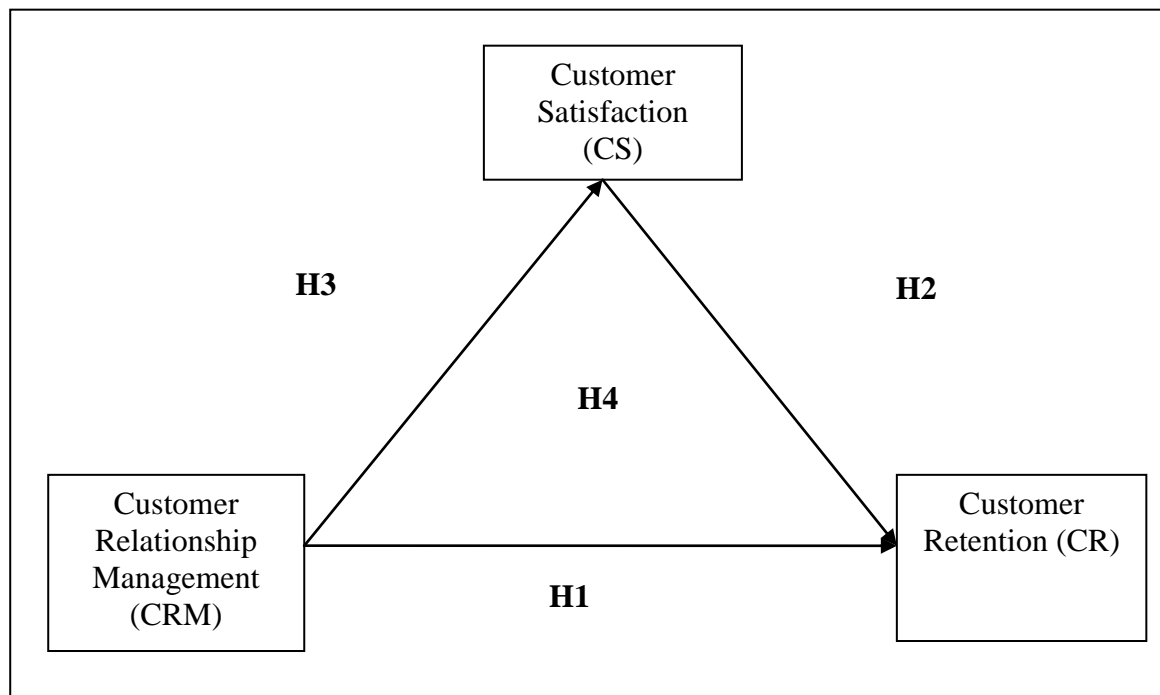 Customer
Satisfaction
(CS)
H3
H2
H4
Customer
Relationship
Management
(CRM)
Customer
Retention (CR)
H1